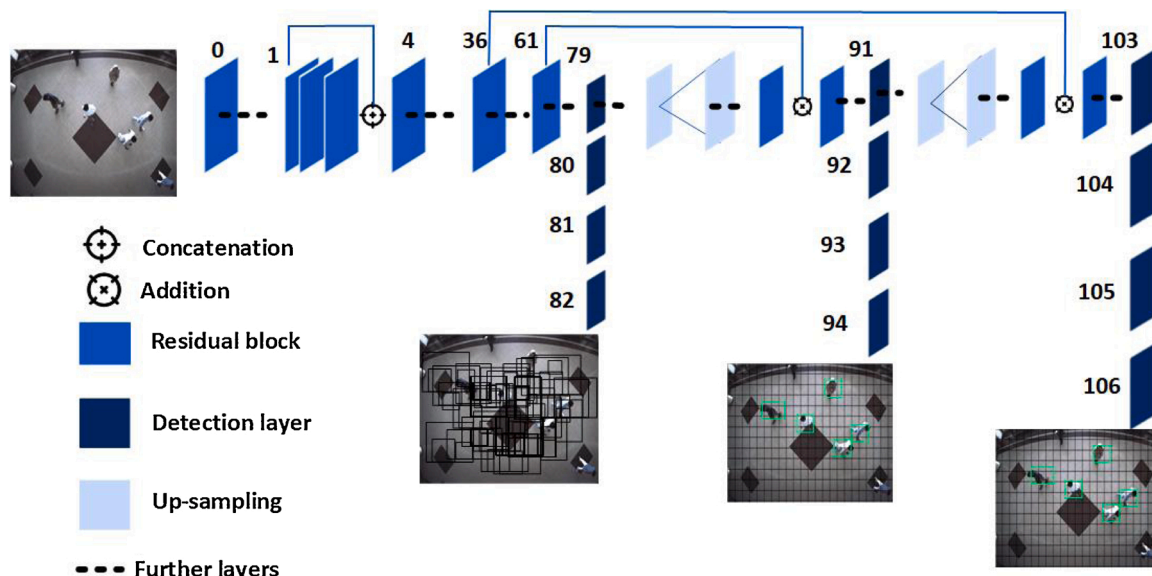 0
1
4
36
61
79
91
103
80
92
104
81
93
105
82
94
106
Concatenation
Addition
Residual block
Detection layer
Up-sampling
Further layers